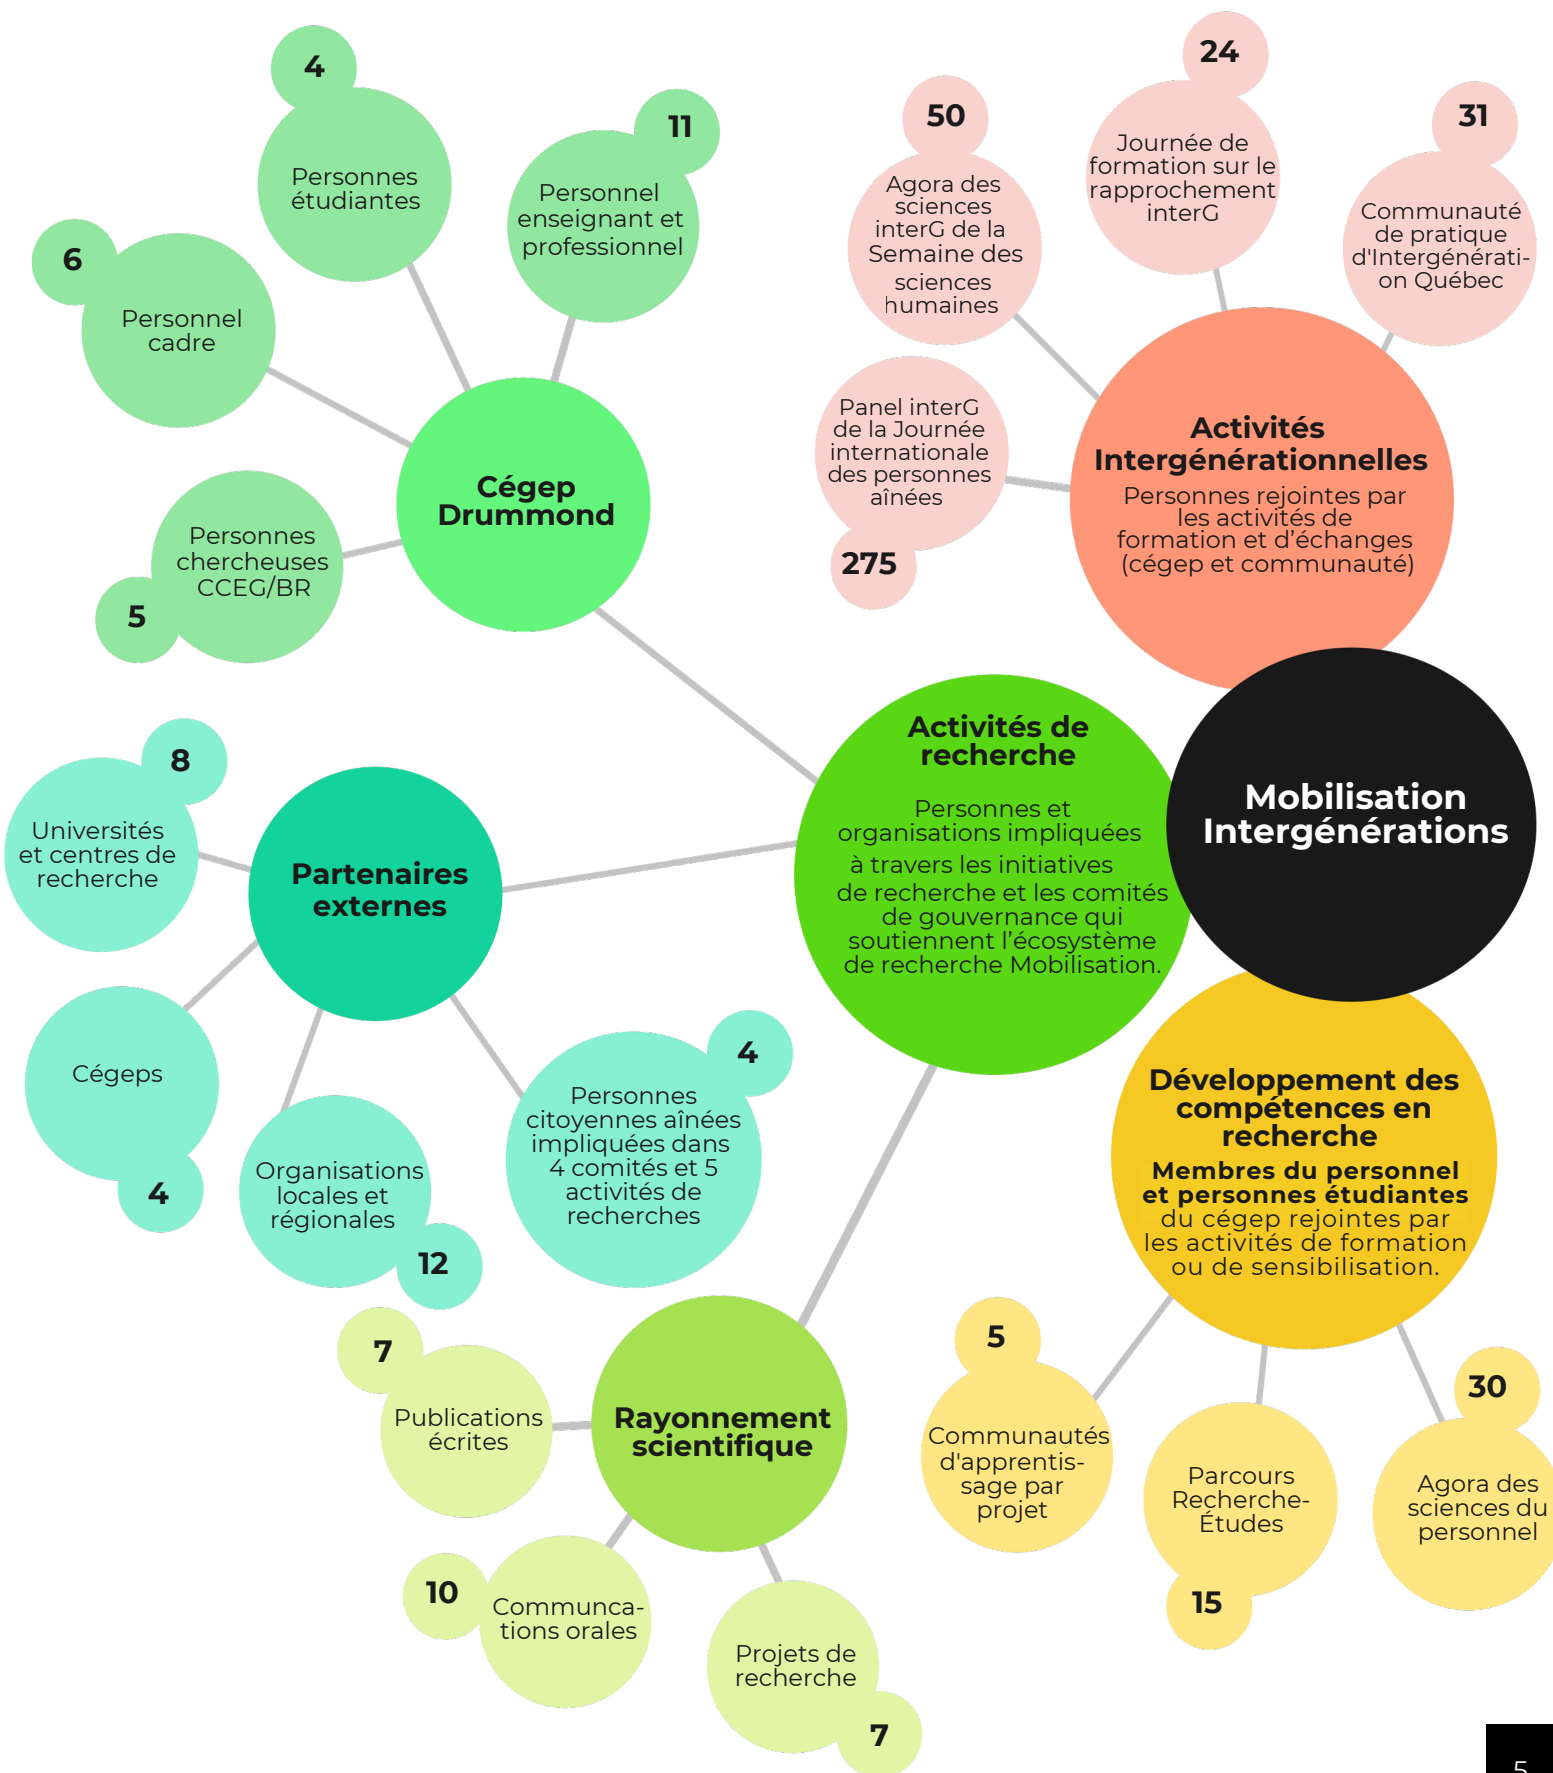 4
Personnes
étudiantes
11
Personnel
enseignant et
professionnel
6
Personnel
cadre
5
Personnes
chercheuses
CCEG/BR
Cégep
Drummond
50
Agora des
sciences
interG de la
Semaine des
sciences
humaines
24
Journée de
formation sur le
rapprochement
interG
31
Communauté
de pratique
d'Intergénérati-
on Québec
Panel interG
de la Journée
internationale
des personnes
aînées
275
Activités
Intergénérationnelles
Personnes rejointes par
les activités de
formation et d'échanges
(cégep et communauté)
Mobilisation
Intergénérations
Activités de
recherche
Personnes et
organisations impliquées
à travers les initiatives
de recherche et les comités
de gouvernance qui
soutiennent l'écosystème
de recherche Mobilisation.
8
Universités
et centres de
recherche
Partenaires
externes
Cégeps
4
Organisations
locales et
régionales
12
4
Personnes
citoyennes aînées
impliquées dans
4 comités et 5
activités de
recherches
Développement des
compétences en
recherche
Membres du personnel
et personnes étudiantes
du cégep rejointes par
les activités de formation
ou de sensibilisation.
7
Publications
écrites
Rayonnement
scientifique
10
Communca-
tions orales
Projets de
recherche
7
5
Communautés
d'apprentis-
sage par
projet
Parcours
Recherche-
Études
15
30
Agora des
sciences du
personnel
5